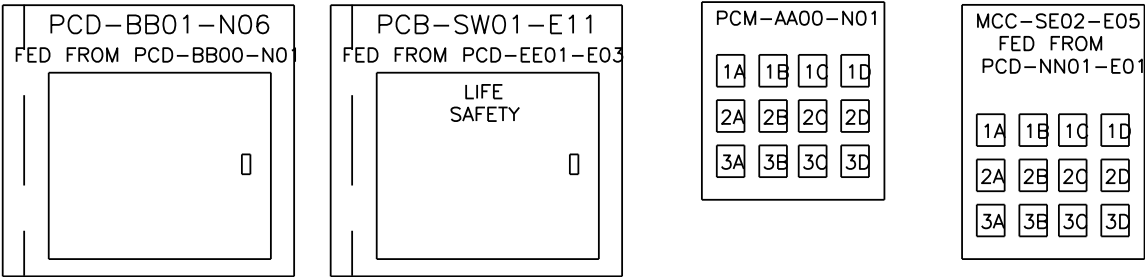 PCD-BB01-N06
FED FROM PCD-BB00-N01
PCB-SW01-E11
FED FROM PCD-EE01-E03
LIFE
SAFETY
PCM-AA00-N01
1A 1B 1C 1D
2A 2B 2C 2D
3A 3B 3C 3D
MCC-SE02-E05
FED FROM
PCD-NN01-E01
1A 1B 1C 1D
2A 2B 2C 2D
3A 3B 3C 3D